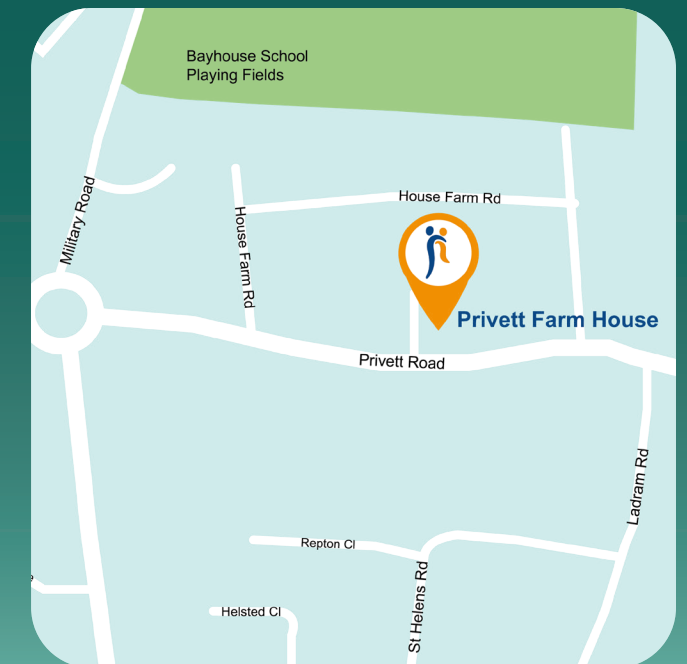 Bayhouse School
Playing Fields
Military Road
House Farm Rd
House Farm Rd
Privett Farm House
Privett Road
Ladram Rd
Repton Cl
St Helens Rd
Helsted Cl